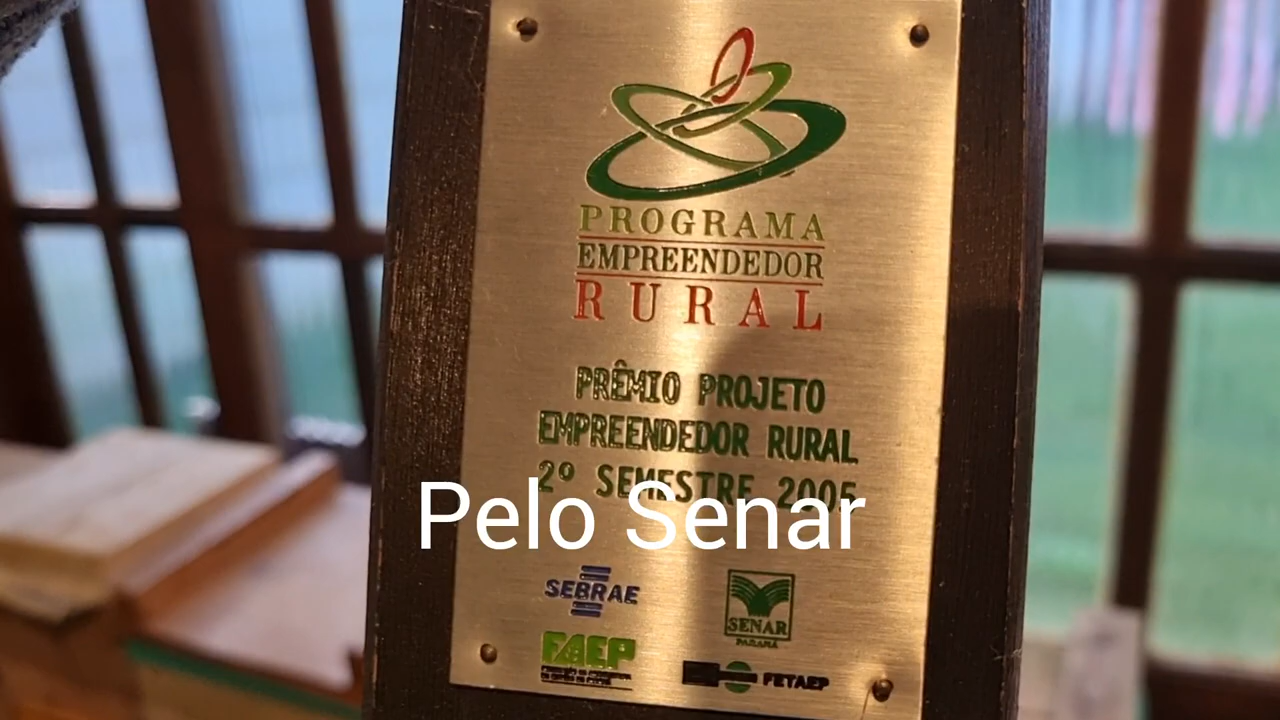 PROGRAMA
EMPREENDEDOR
RURAL
PRÊMIO PROJETO
EMPREENDEDOR RURAL
2º SEMESTRE 2005
Pelo Senar
SEBRAE
SENAR
PARANÁ
FAEP
FETAEP